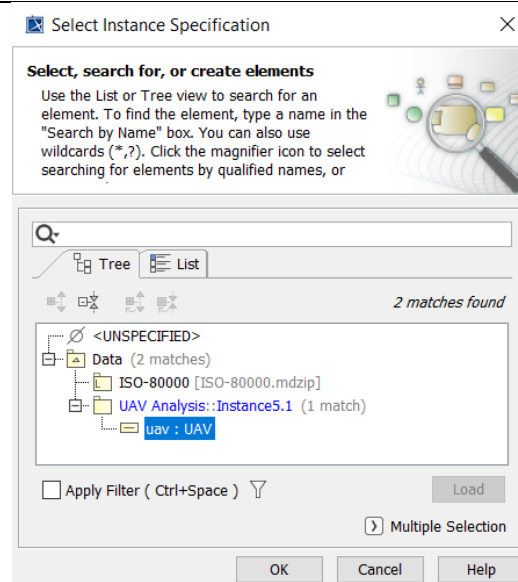 Select Instance Specification
Select, search for, or create elements
Use the List or Tree view to search for an
element. To find the element, type a name in the
"Search by Name" box. You can also use
wildcards (*,?). Click the magnifier icon to select
searching for elements by qualified names, or
Tree List
2 matches found
<UNSPECIFIED>
Data (2 matches)
ISO-80000 [ISO-80000.mdzip]
UAV Analysis::Instance5.1 (1 match)
uav : UAV
Apply Filter ( Ctrl+Space ) Load
Multiple Selection
OK Cancel Help